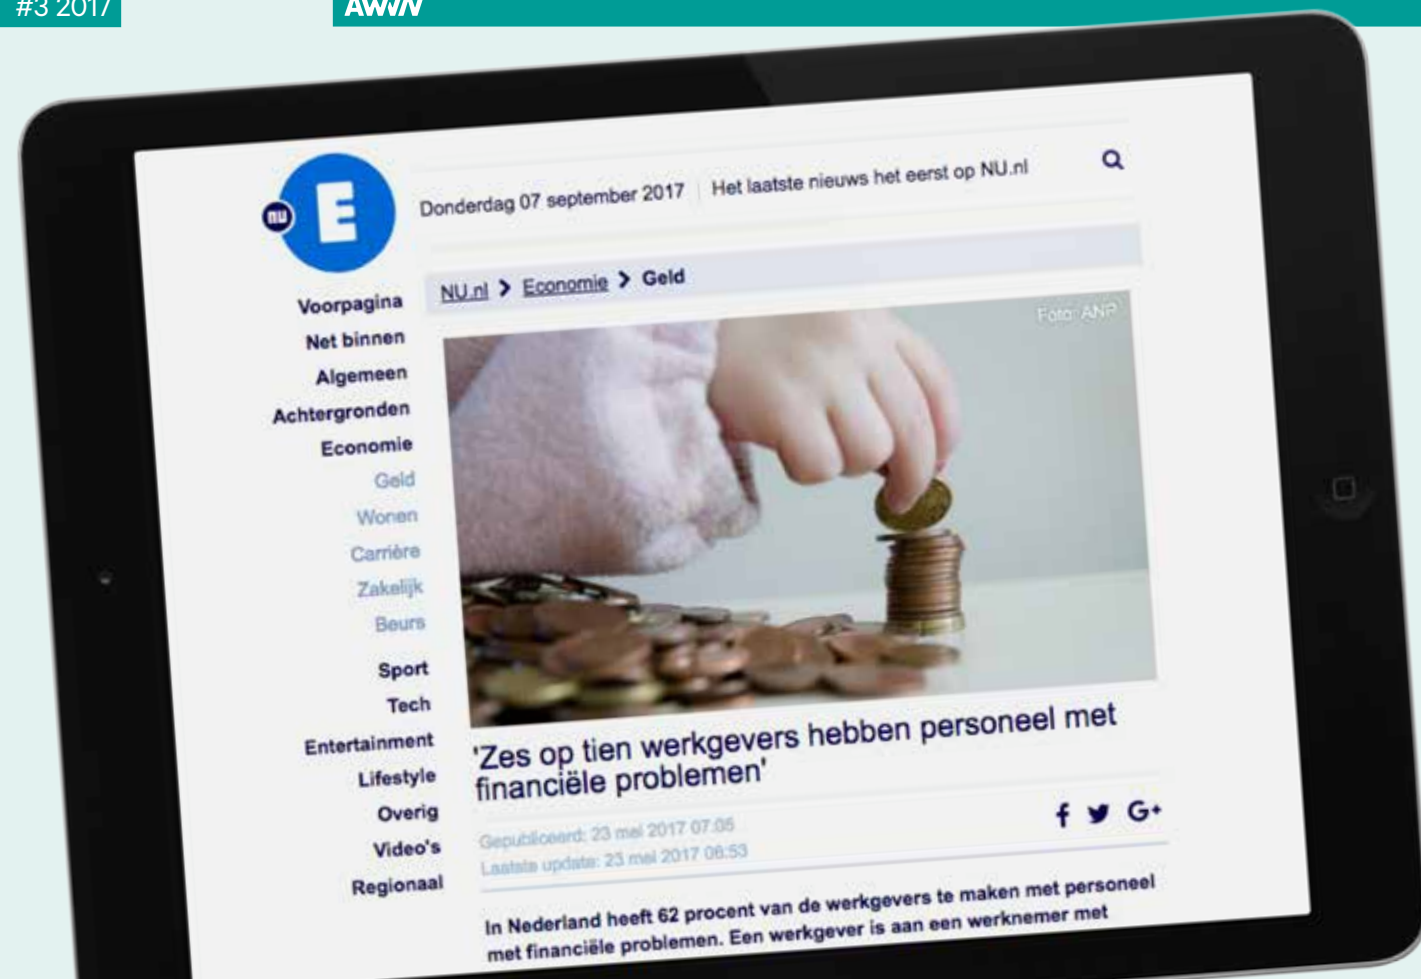 #3 2017
AWVN
nu
E
Donderdag 07 september 2017
Het laatste nieuws het eerst op NU.nl
NU.nl > Economie > Geld
Voorpagina
Net binnen
Algemeen
Achtergronden
Economie
Geld
Wonen
Carrière
Zakelijk
Beurs
Sport
Tech
Entertainment
Lifestyle
Overig
Video's
Regionaal
Foto: ANP
'Zes op tien werkgevers hebben personeel met
financiële problemen'
Gepubliceerd: 23 mei 2017 07:05
Laatste update: 23 mei 2017 06:53
f G+
In Nederland heeft 62 procent van de werkgevers te maken met personeel
met financiële problemen. Een werkgever is aan een werknemer met